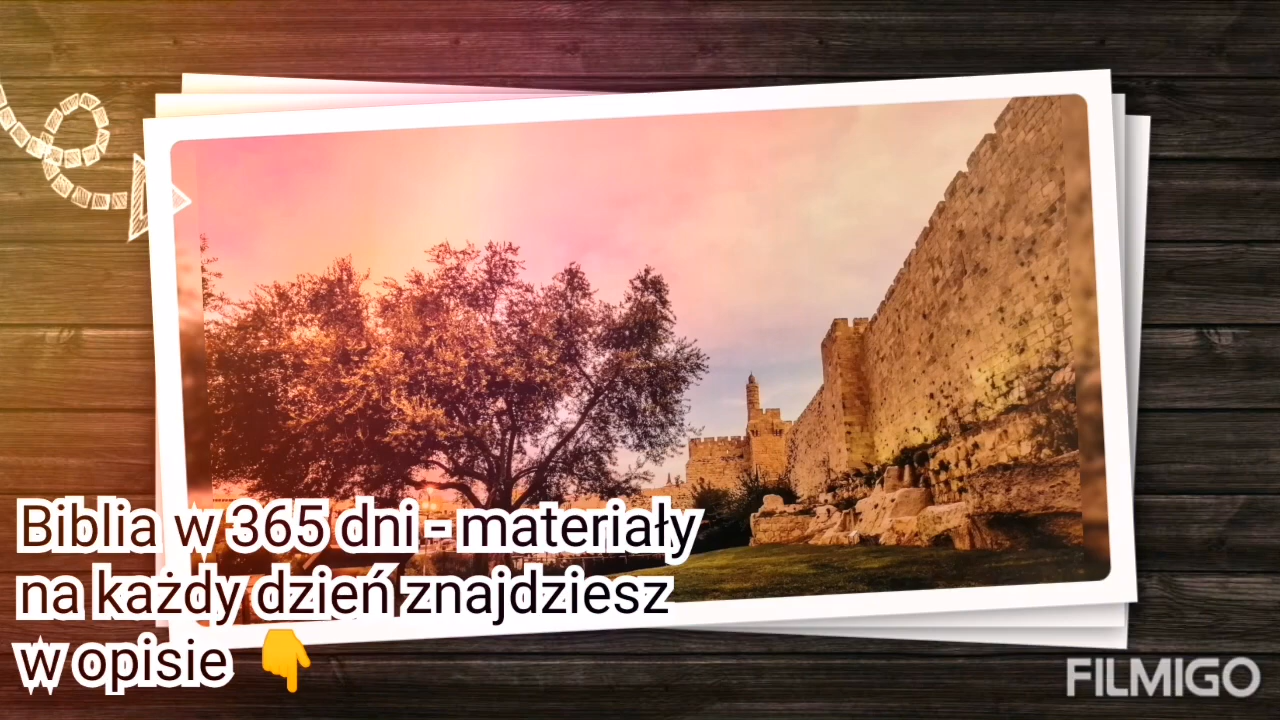 Biblia w 365 dni - materiały
na każdy dzień znajdziesz
w opisie 👇
FILMIGO